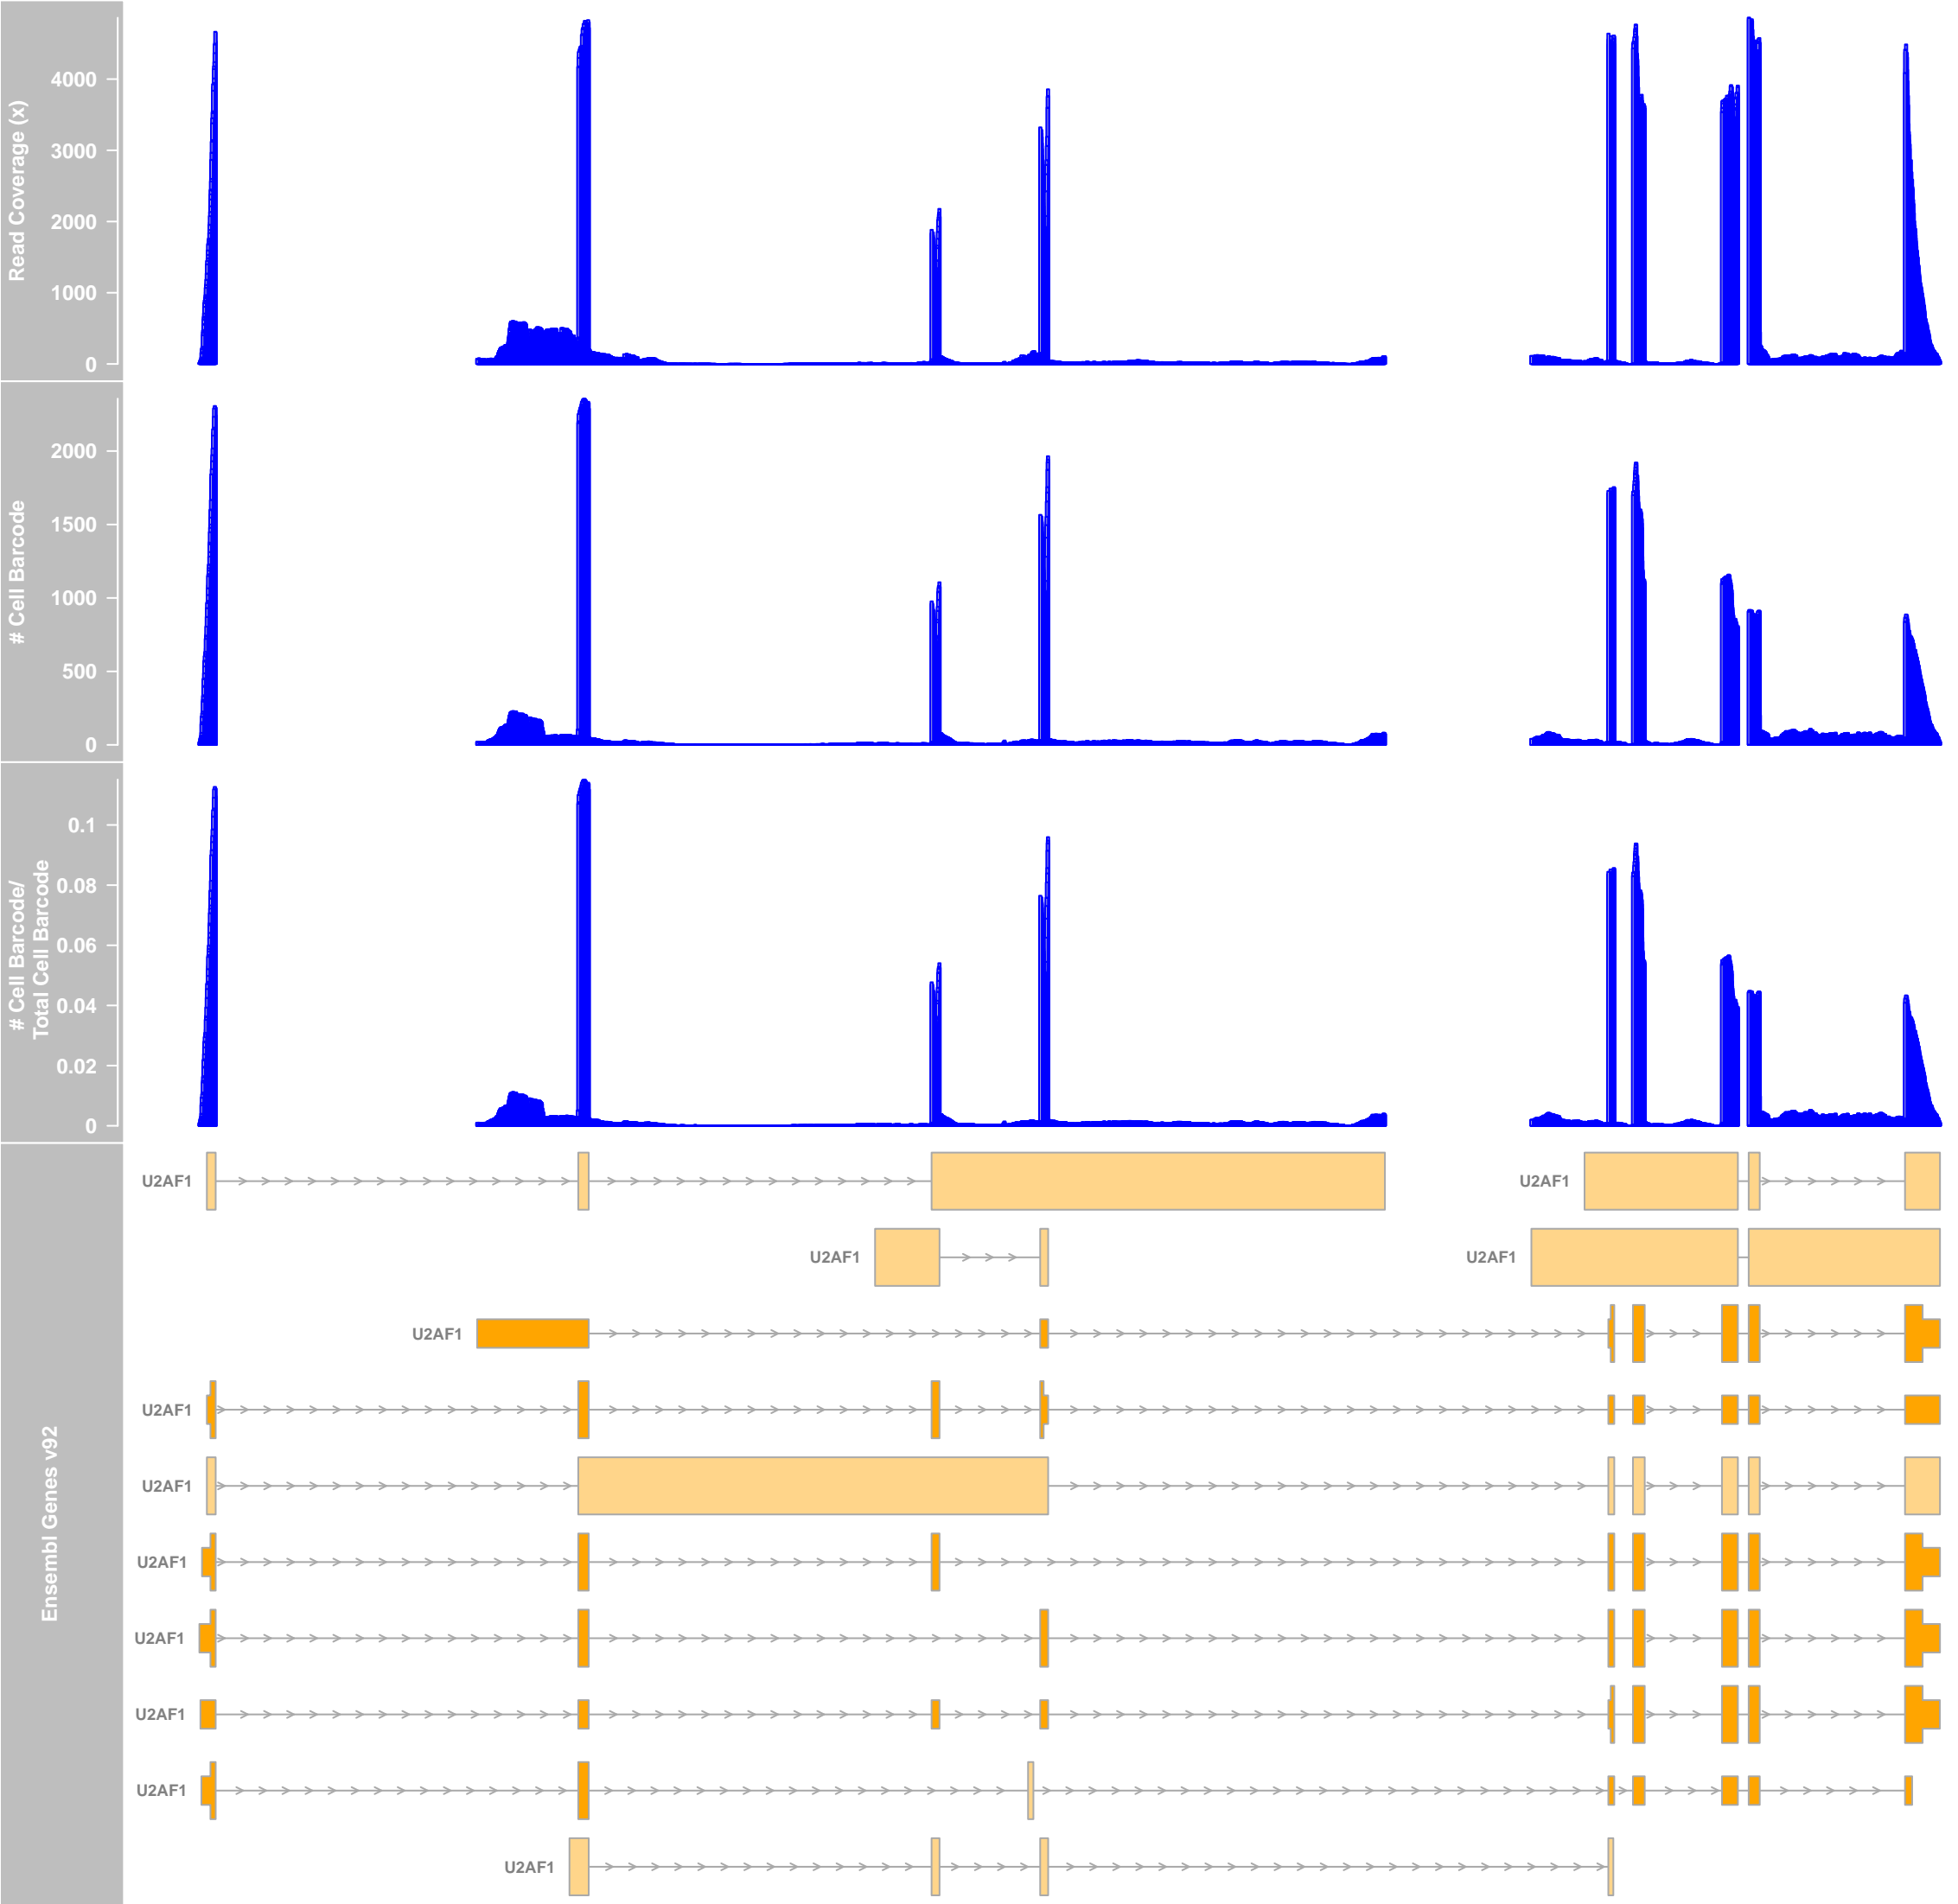 Read Coverage (x)
4000
3000
2000
1000
0
# Cell Barcode
2000
1500
1000
500
0
# Cell Barcode/
Total Cell Barcode
0.1
0.08
0.06
0.04
0.02
0
Ensembl Genes v92
U2AF1
U2AF1
U2AF1
U2AF1
U2AF1
U2AF1
U2AF1
U2AF1
U2AF1
U2AF1
U2AF1
U2AF1